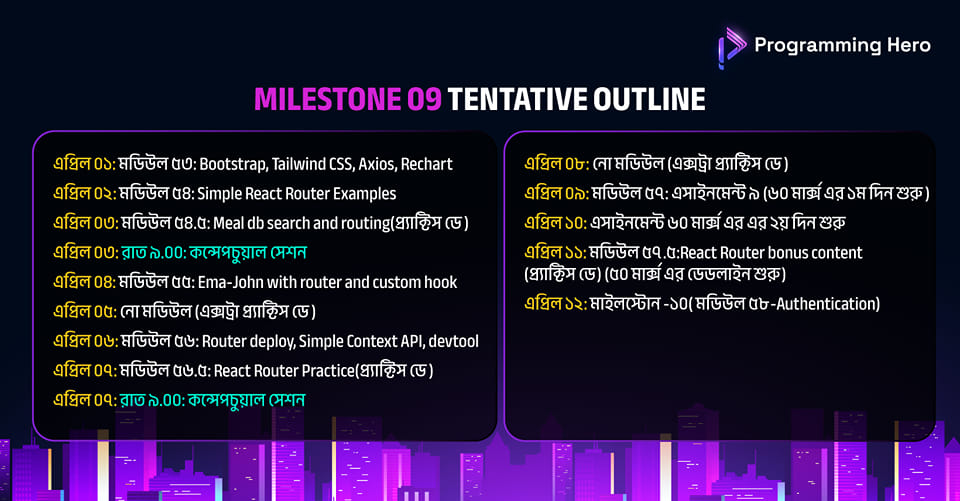 Programming Hero
MILESTONE 09 TENTATIVE OUTLINE
এপ্রিল ০১: মডিউল ৫৩: Bootstrap, Tailwind CSS, Axios, Rechart
এপ্রিল ০২: মডিউল ৫৪: Simple React Router Examples
এপ্রিল ০৩: মডিউল ৫৪.৫: Meal db search and routing(প্র্যাক্টিস ডে )
এপ্রিল ০৩: রাত ৯.00: কন্সেপচুয়াল সেশন
এপ্রিল ০৪: মডিউল ৫৫: Ema-John with router and custom hook
এপ্রিল ০৫: নো মডিউল (এক্সট্রা প্র্যাক্টিস ডে )
এপ্রিল ০৬: মডিউল ৫৬: Router deploy, Simple Context API, devtool
এপ্রিল ০৭: মডিউল ৫৬.৫: React Router Practice(প্র্যাক্টিস ডে )
এপ্রিল ০৭: রাত ৯.00: কন্সেপচুয়াল সেশন
এপ্রিল ০৮: নো মডিউল (এক্সট্রা প্র্যাক্টিস ডে )
এপ্রিল ০৯: মডিউল ৫৭: এসাইনমেন্ট ৯ (৬০ মার্ক্স এর ১ম দিন শুরু )
এপ্রিল ১০: এসাইনমেন্ট ৬০ মার্ক্স এর এর ২য় দিন শুরু
এপ্রিল ১১: মডিউল ৫৭.৫:React Router bonus content
(প্র্যাক্টিস ডে) (৫০ মার্ক্স এর ডেডলাইন শুরু)
এপ্রিল ১২: মাইলস্টোন -১০( মডিউল ৫৮-Authentication)